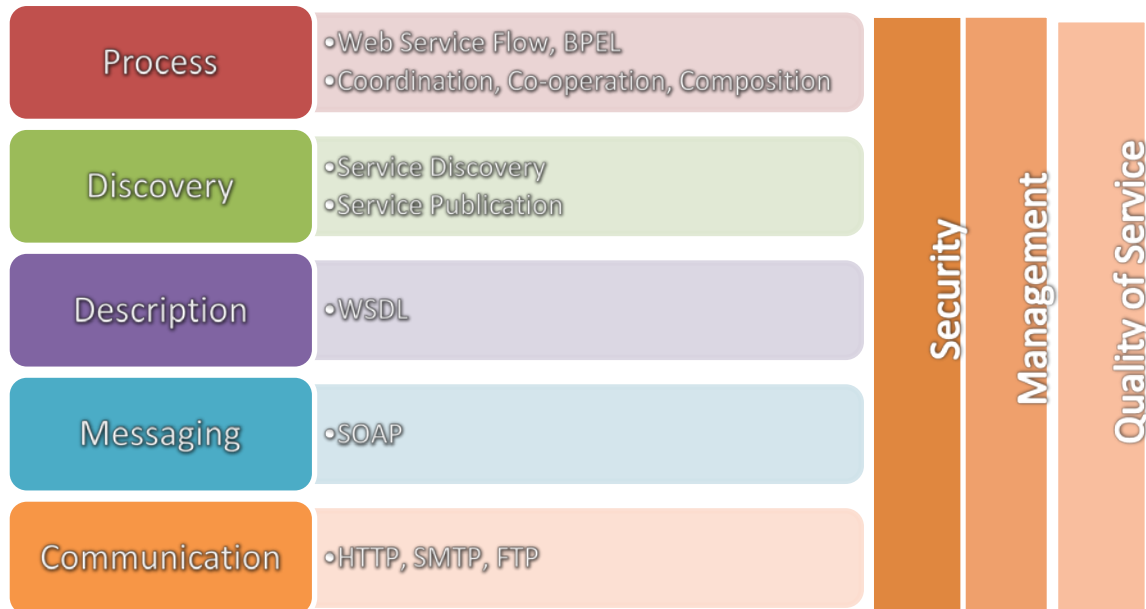 Process
•Web Service Flow, BPEL
•Coordination, Co-operation, Composition
Discovery
•Service Discovery
•Service Publication
Description
•WSDL
Messaging
•SOAP
Communication
•HTTP, SMTP, FTP
Security
Management
Quality of Service